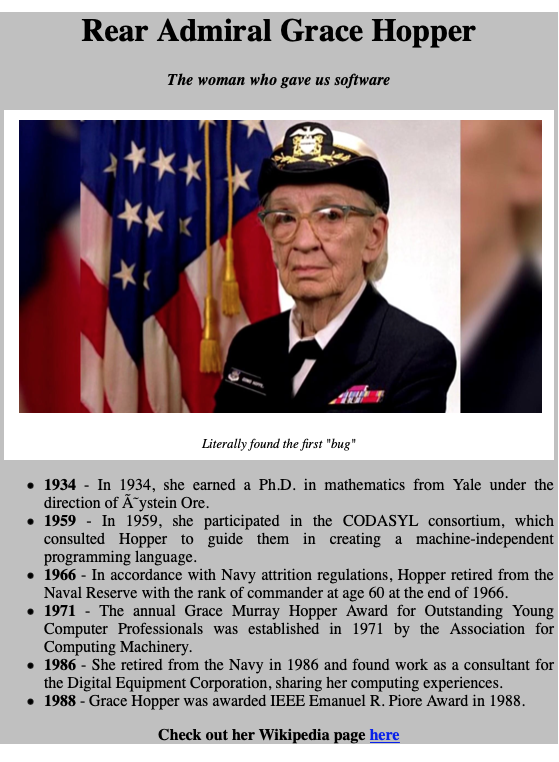 Rear Admiral Grace Hopper
The woman who gave us software
Literally found the first "bug"
• 1934 - In 1934, she earned a Ph.D. in mathematics from Yale under the
direction of Ã˜ystein Ore.
• 1959 - In 1959, she participated in the CODASYL consortium, which
consulted Hopper to guide them in creating a machine-independent
programming language.
• 1966 - In accordance with Navy attrition regulations, Hopper retired from the
Naval Reserve with the rank of commander at age 60 at the end of 1966.
• 1971 - The annual Grace Murray Hopper Award for Outstanding Young
Computer Professionals was established in 1971 by the Association for
Computing Machinery.
• 1986 - She retired from the Navy in 1986 and found work as a consultant for
the Digital Equipment Corporation, sharing her computing experiences.
• 1988 - Grace Hopper was awarded IEEE Emanuel R. Piore Award in 1988.
Check out her Wikipedia page here